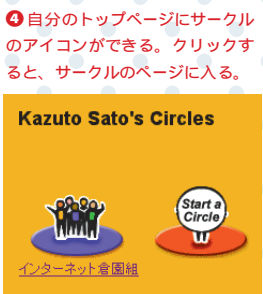 ❹自分のトップページにサークル
のアイコンができる。クリックす
ると、サークルのページに入る。
Kazuto Sato's Circles
Start a
Circle
インターネット倉園組